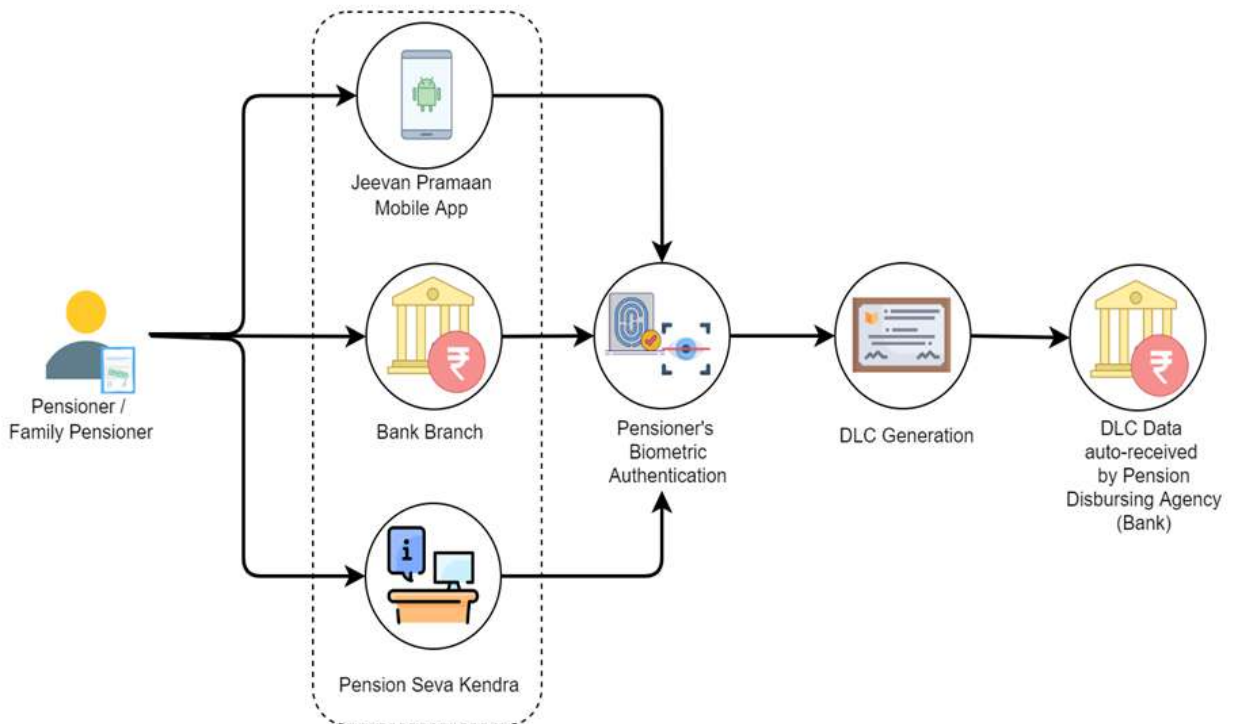 Jeevan Pramaan
Mobile App
Pensioner /
Family Pensioner
Bank Branch
Pension Seva Kendra
Pensioner's
Biometric
Authentication
DLC Generation
DLC Data
auto-received
by Pension
Disbursing Agency
(Bank)